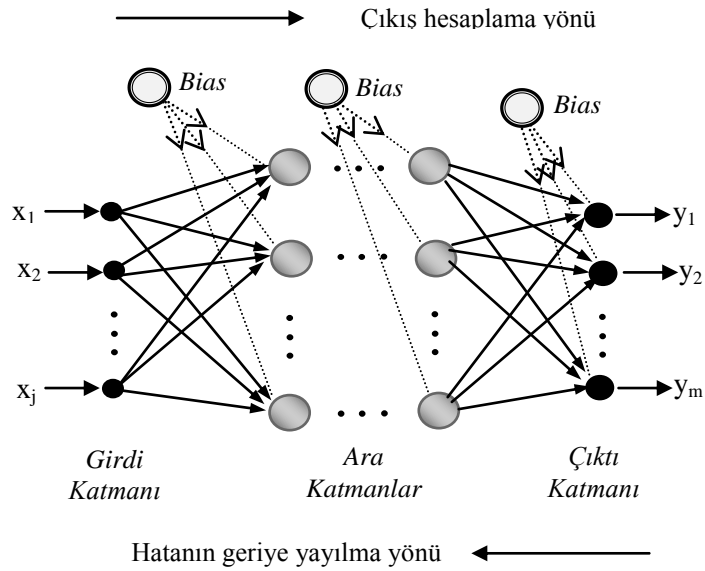 Çıkış hesaplama yönü
Bias
Bias
Bias
x1
x2
xj
y1
y2
ym
Girdi
Katmanı
Ara
Katmanlar
Çıktı
Katmanı
Hatanın geriye yayılma yönü